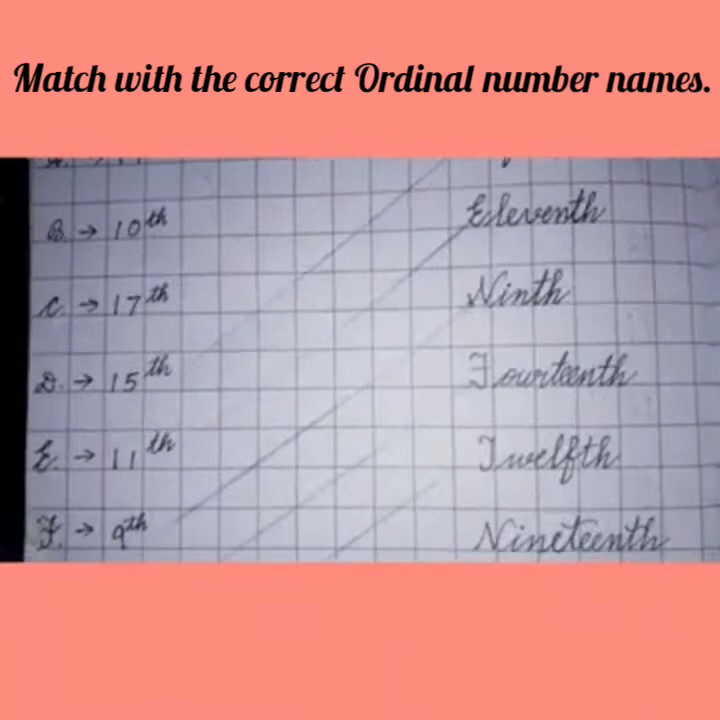 Match with the correct Ordinal number names.
B. → 10th Eleventh
C. → 17th Ninth
D. → 15th Fourteenth
E. → 11th Twelfth
F. → 9th Nineteenth